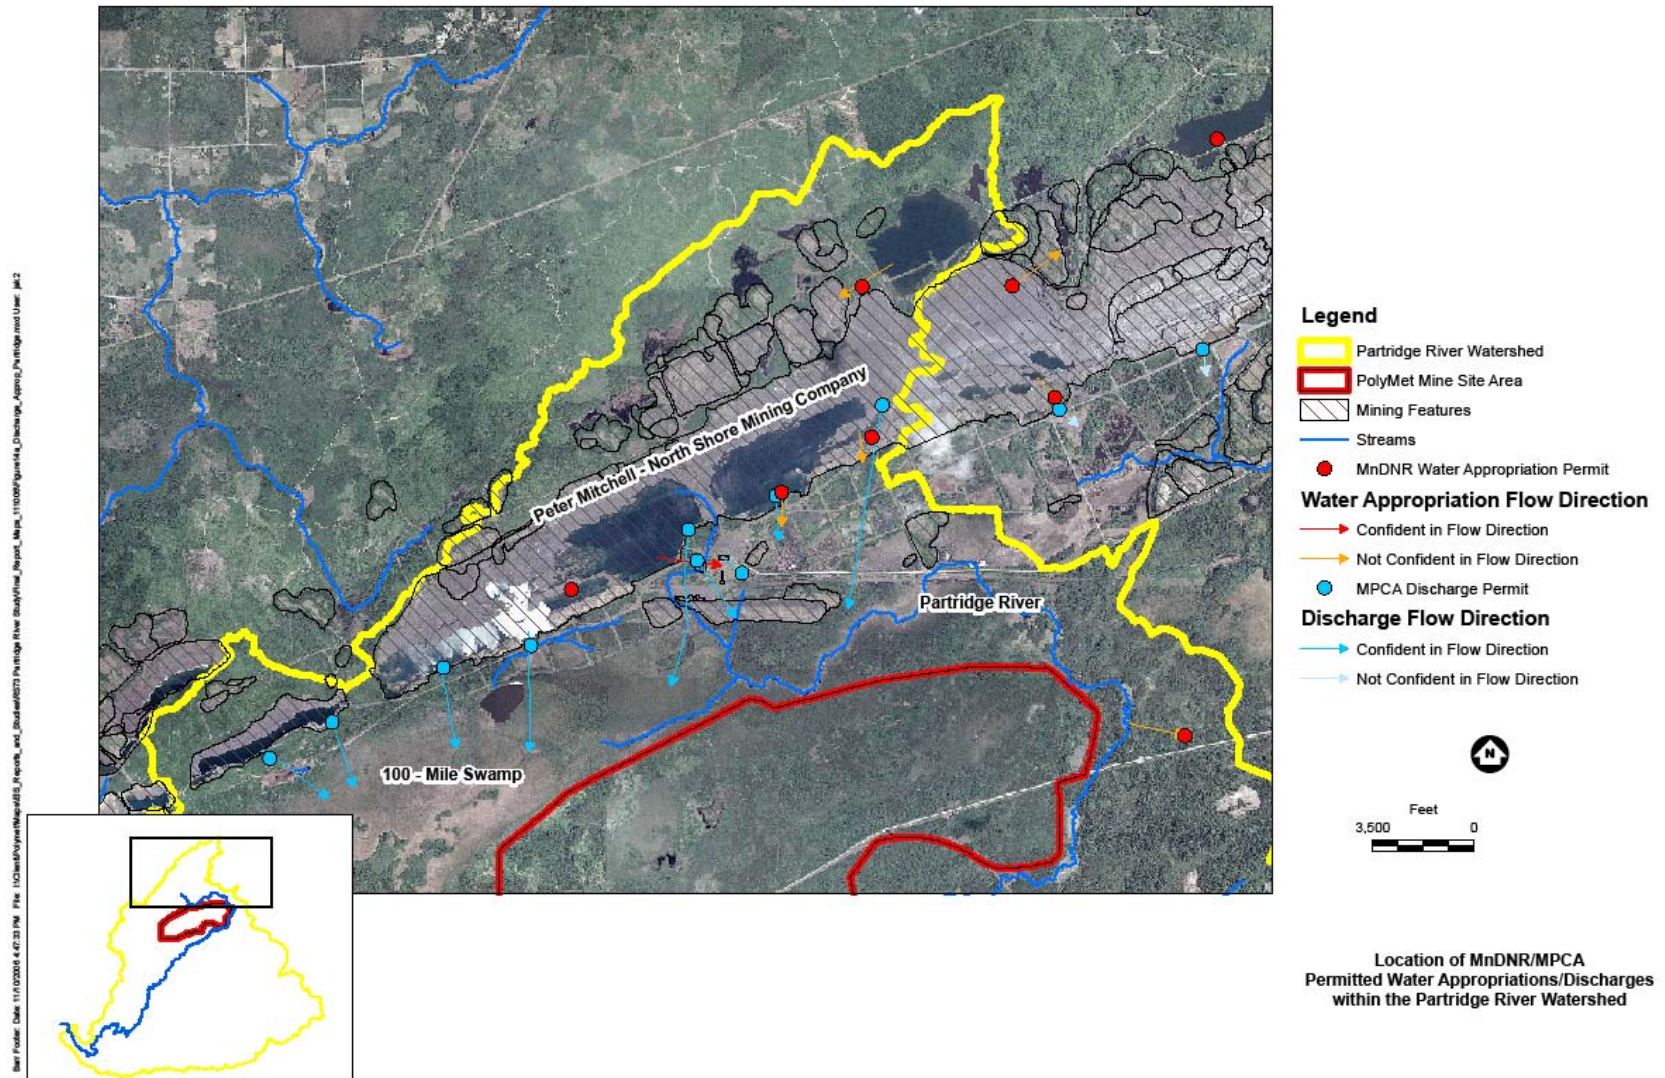 Peter Mitchell - North Shore Mining Company
Partridge River
100 - Mile Swamp
Legend
Partridge River Watershed
PolyMet Mine Site Area
Mining Features
Streams
MnDNR Water Appropriation Permit
Water Appropriation Flow Direction
Confident in Flow Direction
Not Confident in Flow Direction
MPCA Discharge Permit
Discharge Flow Direction
Confident in Flow Direction
Not Confident in Flow Direction
N
Feet
3,500 0
Location of MnDNR/MPCA
Permitted Water Appropriations/Discharges
within the Partridge River Watershed